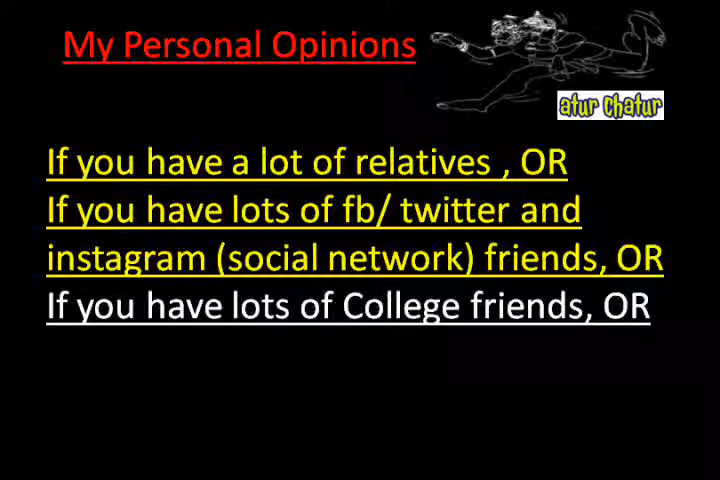 My Personal Opinions
atur chatur
If you have a lot of relatives , OR
If you have lots of fb/ twitter and
instagram (social network) friends, OR
If you have lots of College friends, OR